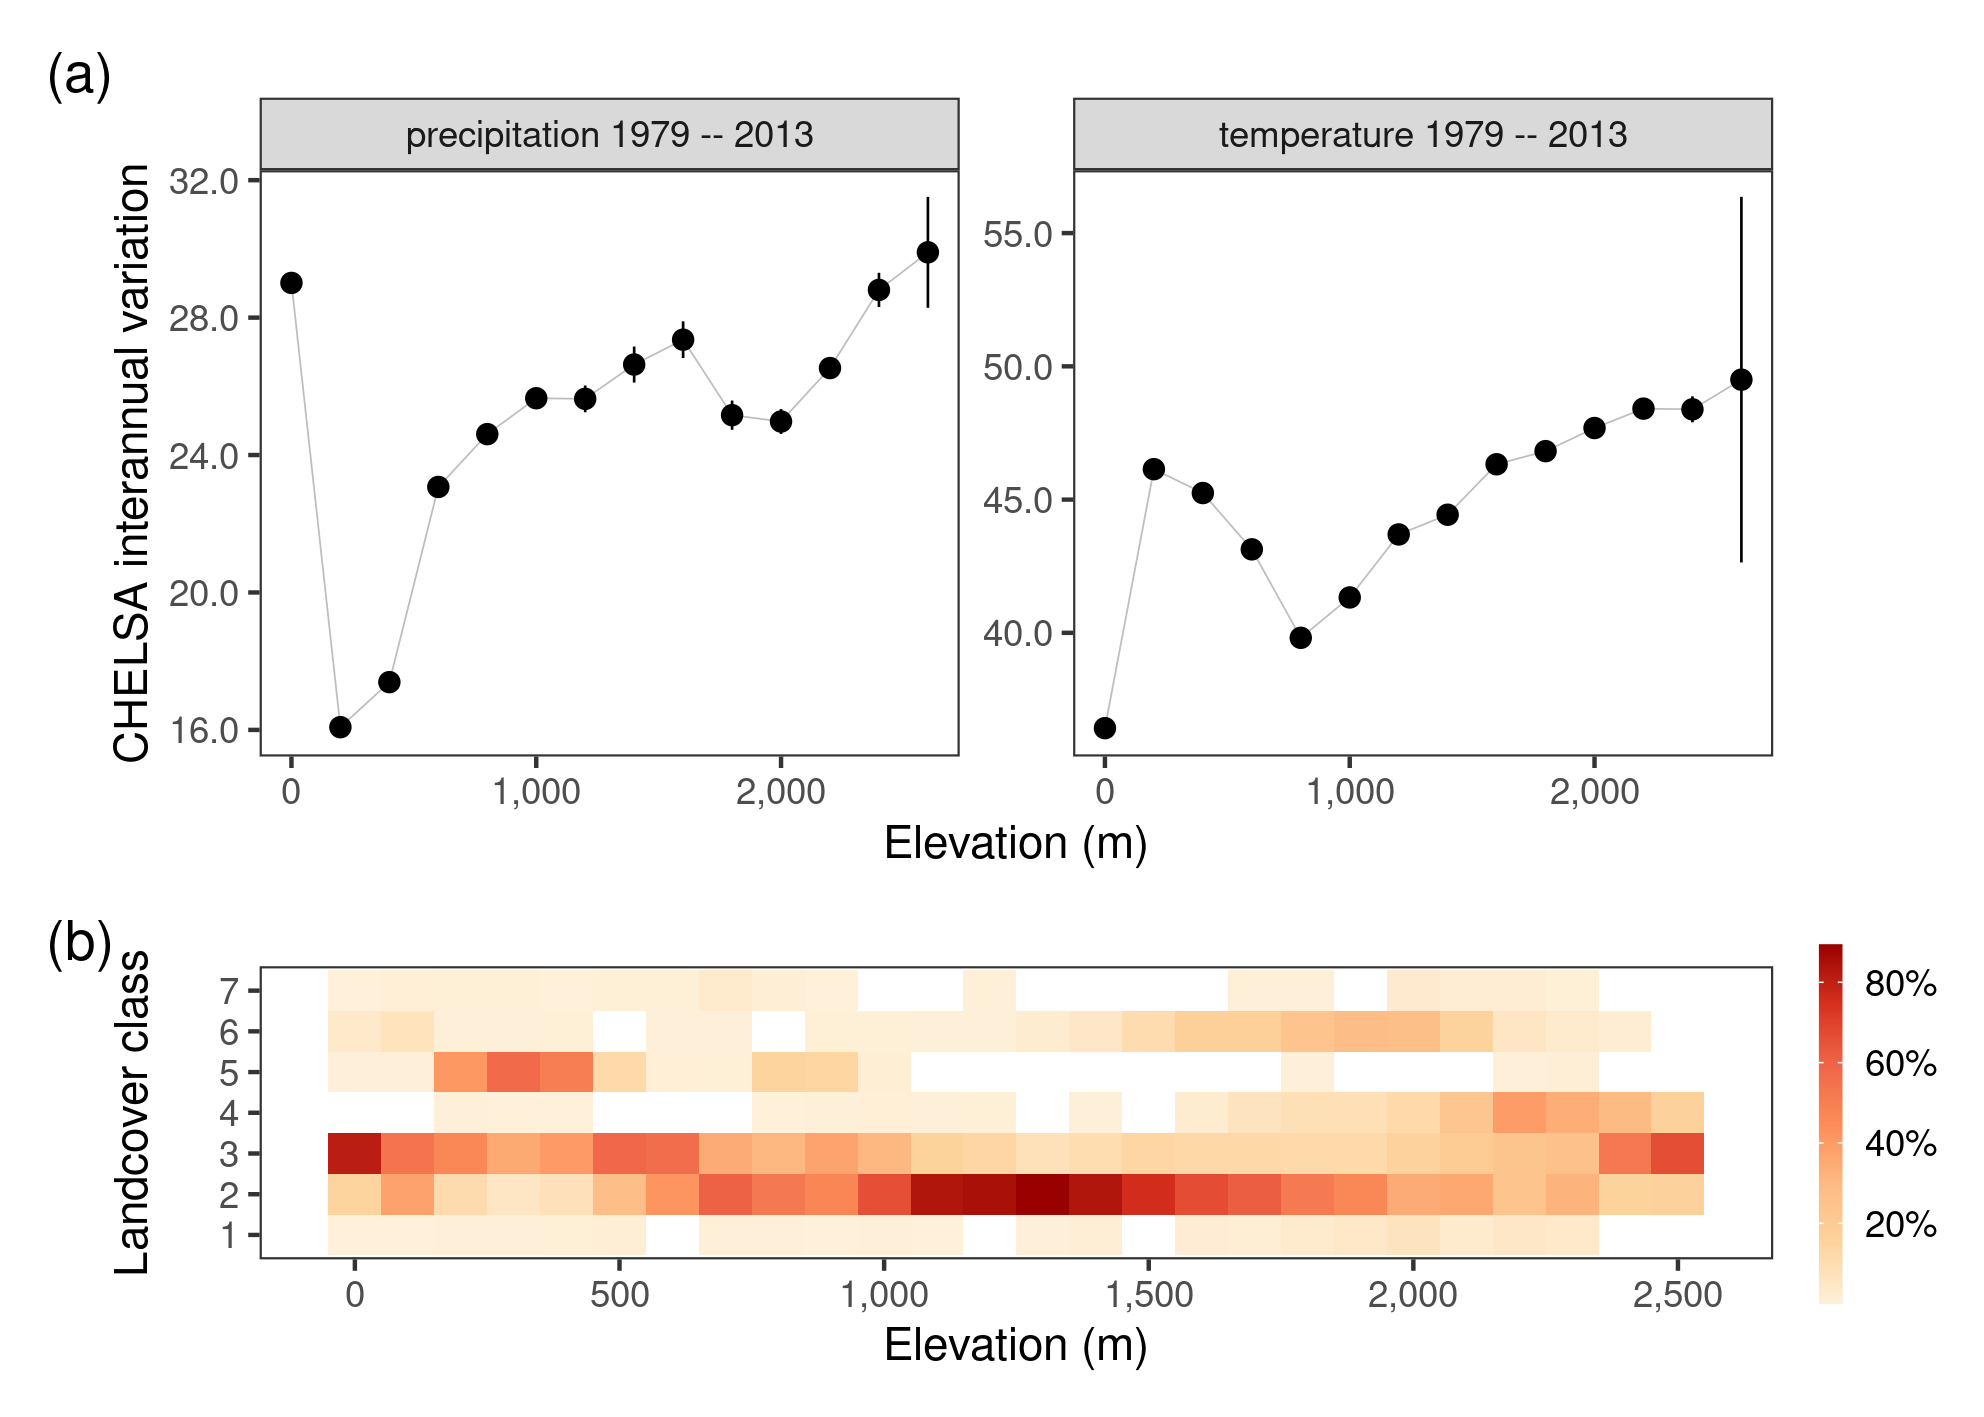 (a)
precipitation 1979 -- 2013
temperature 1979 -- 2013
CHELSA interannual variation
32.0
28.0
24.0
20.0
16.0
55.0
50.0
45.0
40.0
0 1,000 2,000
0 1,000 2,000
Elevation (m)
(b)
Landcover class
7
6
5
4
3
2
1
0 500 1,000 1,500 2,000 2,500
Elevation (m)
80%
60%
40%
20%